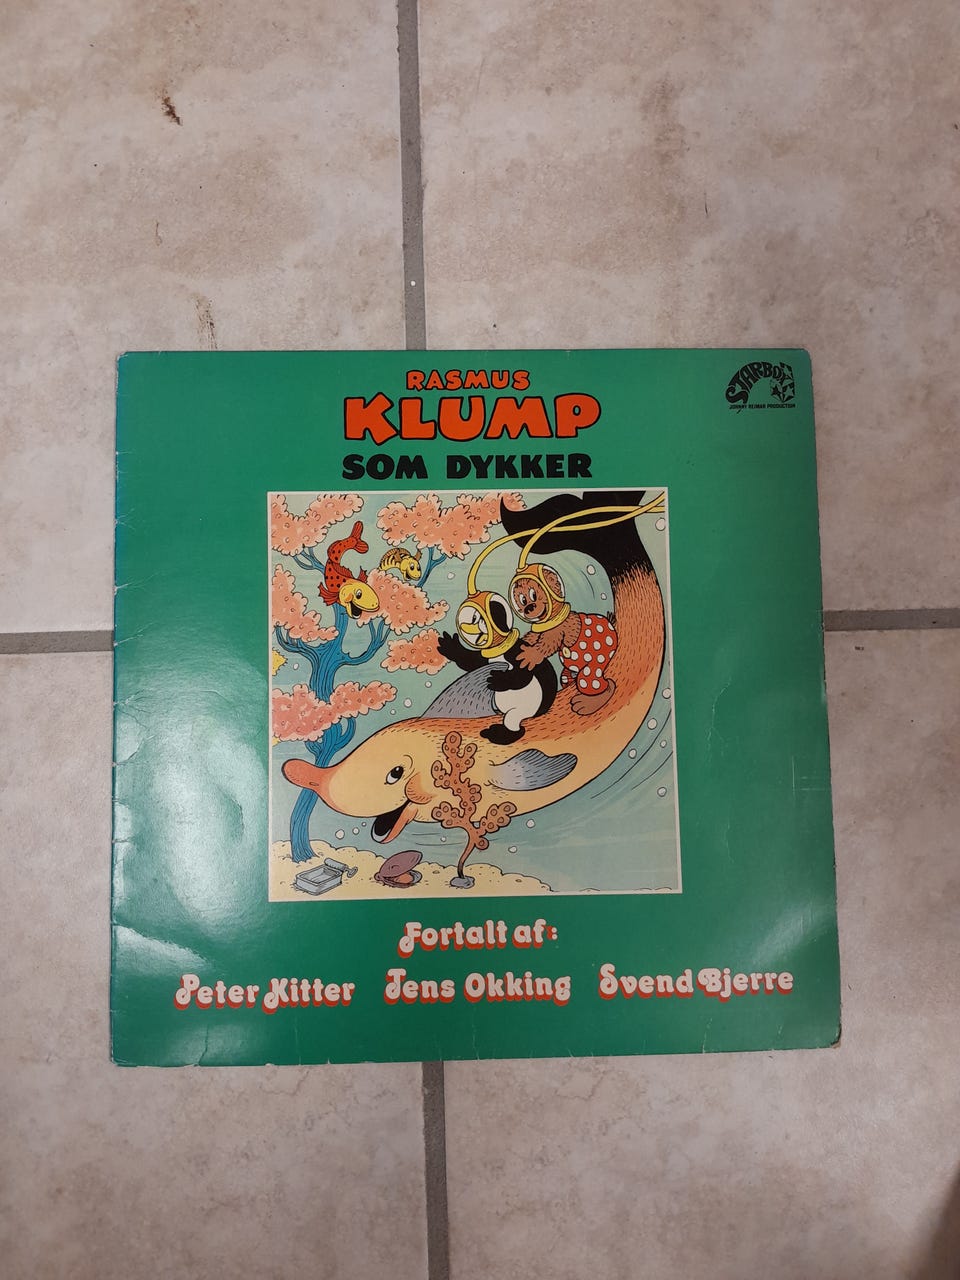 RASMUS
KLUMP
SOM DYKKER
STARBOX
JOHNNY REIMAR PRODUCTION
Fortalt af:
Peter Kitter Jens Okking Svend Bjerre